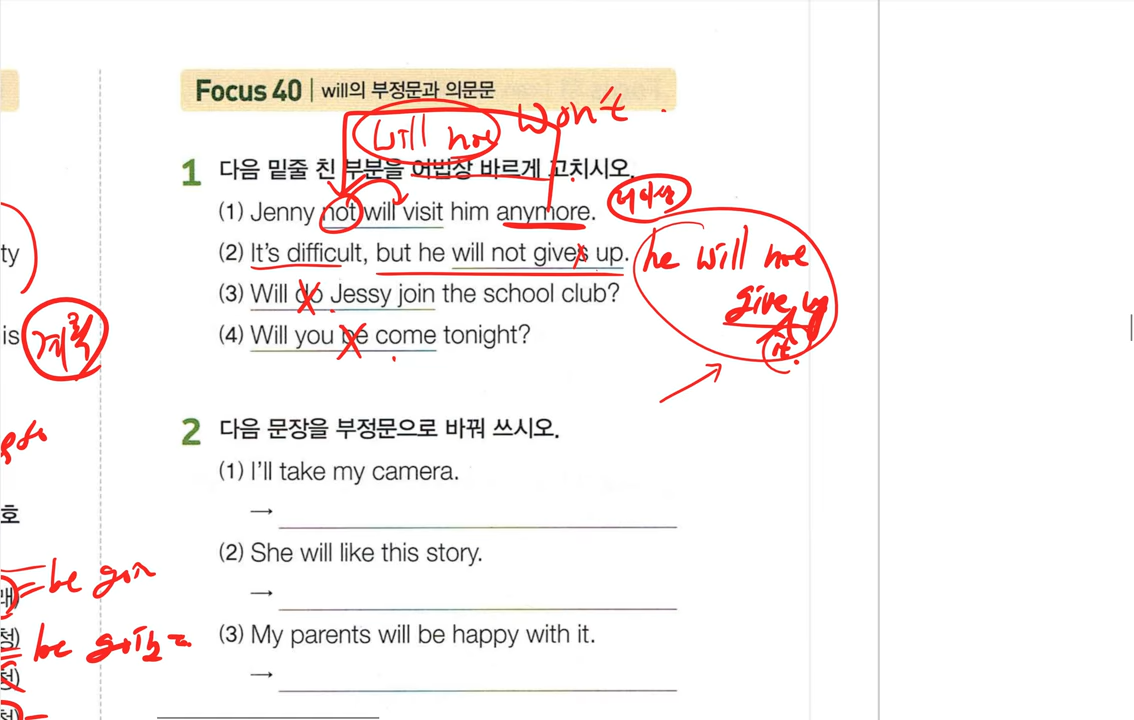 Focus 40 | will의 부정문과 의문문
will not won't.
1 다음 밑줄 친 부분을 어법상 바르게 고치시오.
(1) Jenny not will visit him anymore.
더이상
(2) It's difficult, but he will not gives up.
he will not
give up
it.
(3) Will do Jessy join the school club?
(4) Will you be come tonight?
2 다음 문장을 부정문으로 바꿔 쓰시오.
(1) I'll take my camera.
→
(2) She will like this story.
→
(3) My parents will be happy with it.
→
ty
is
계획
호
= be goin
= be going